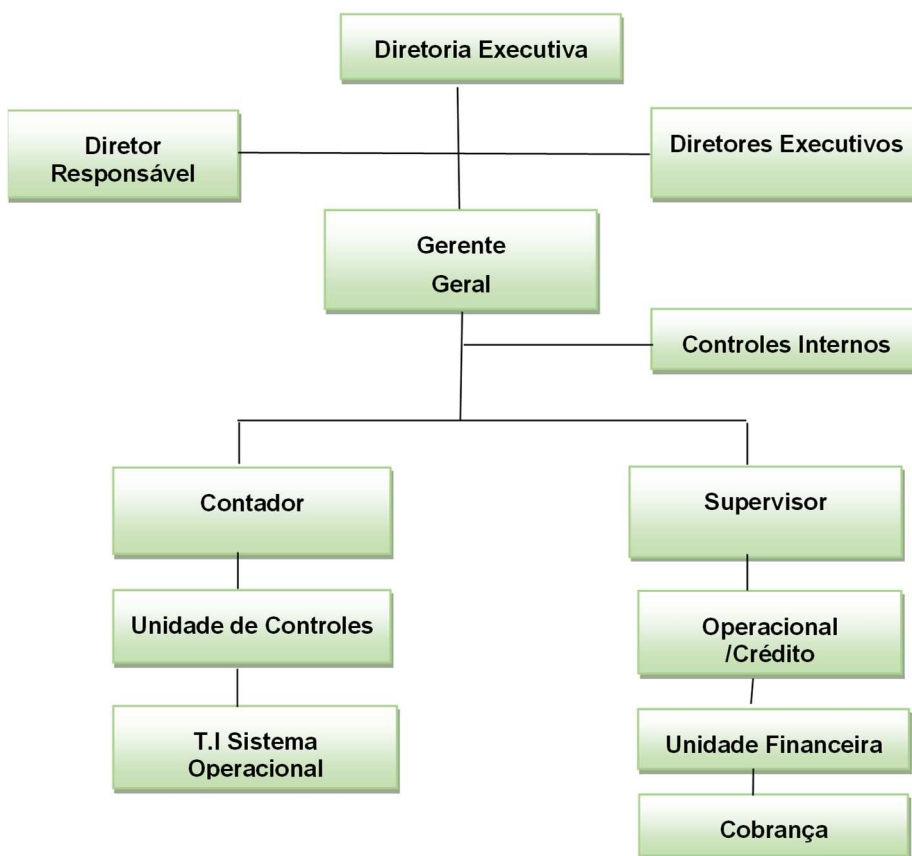 Diretoria Executiva
Diretor
Responsável
Diretores Executivos
Gerente
Geral
Controles Internos
Contador
Supervisor
Unidade de Controles
Operacional
/Crédito
T.I Sistema
Operacional
Unidade Financeira
Cobrança